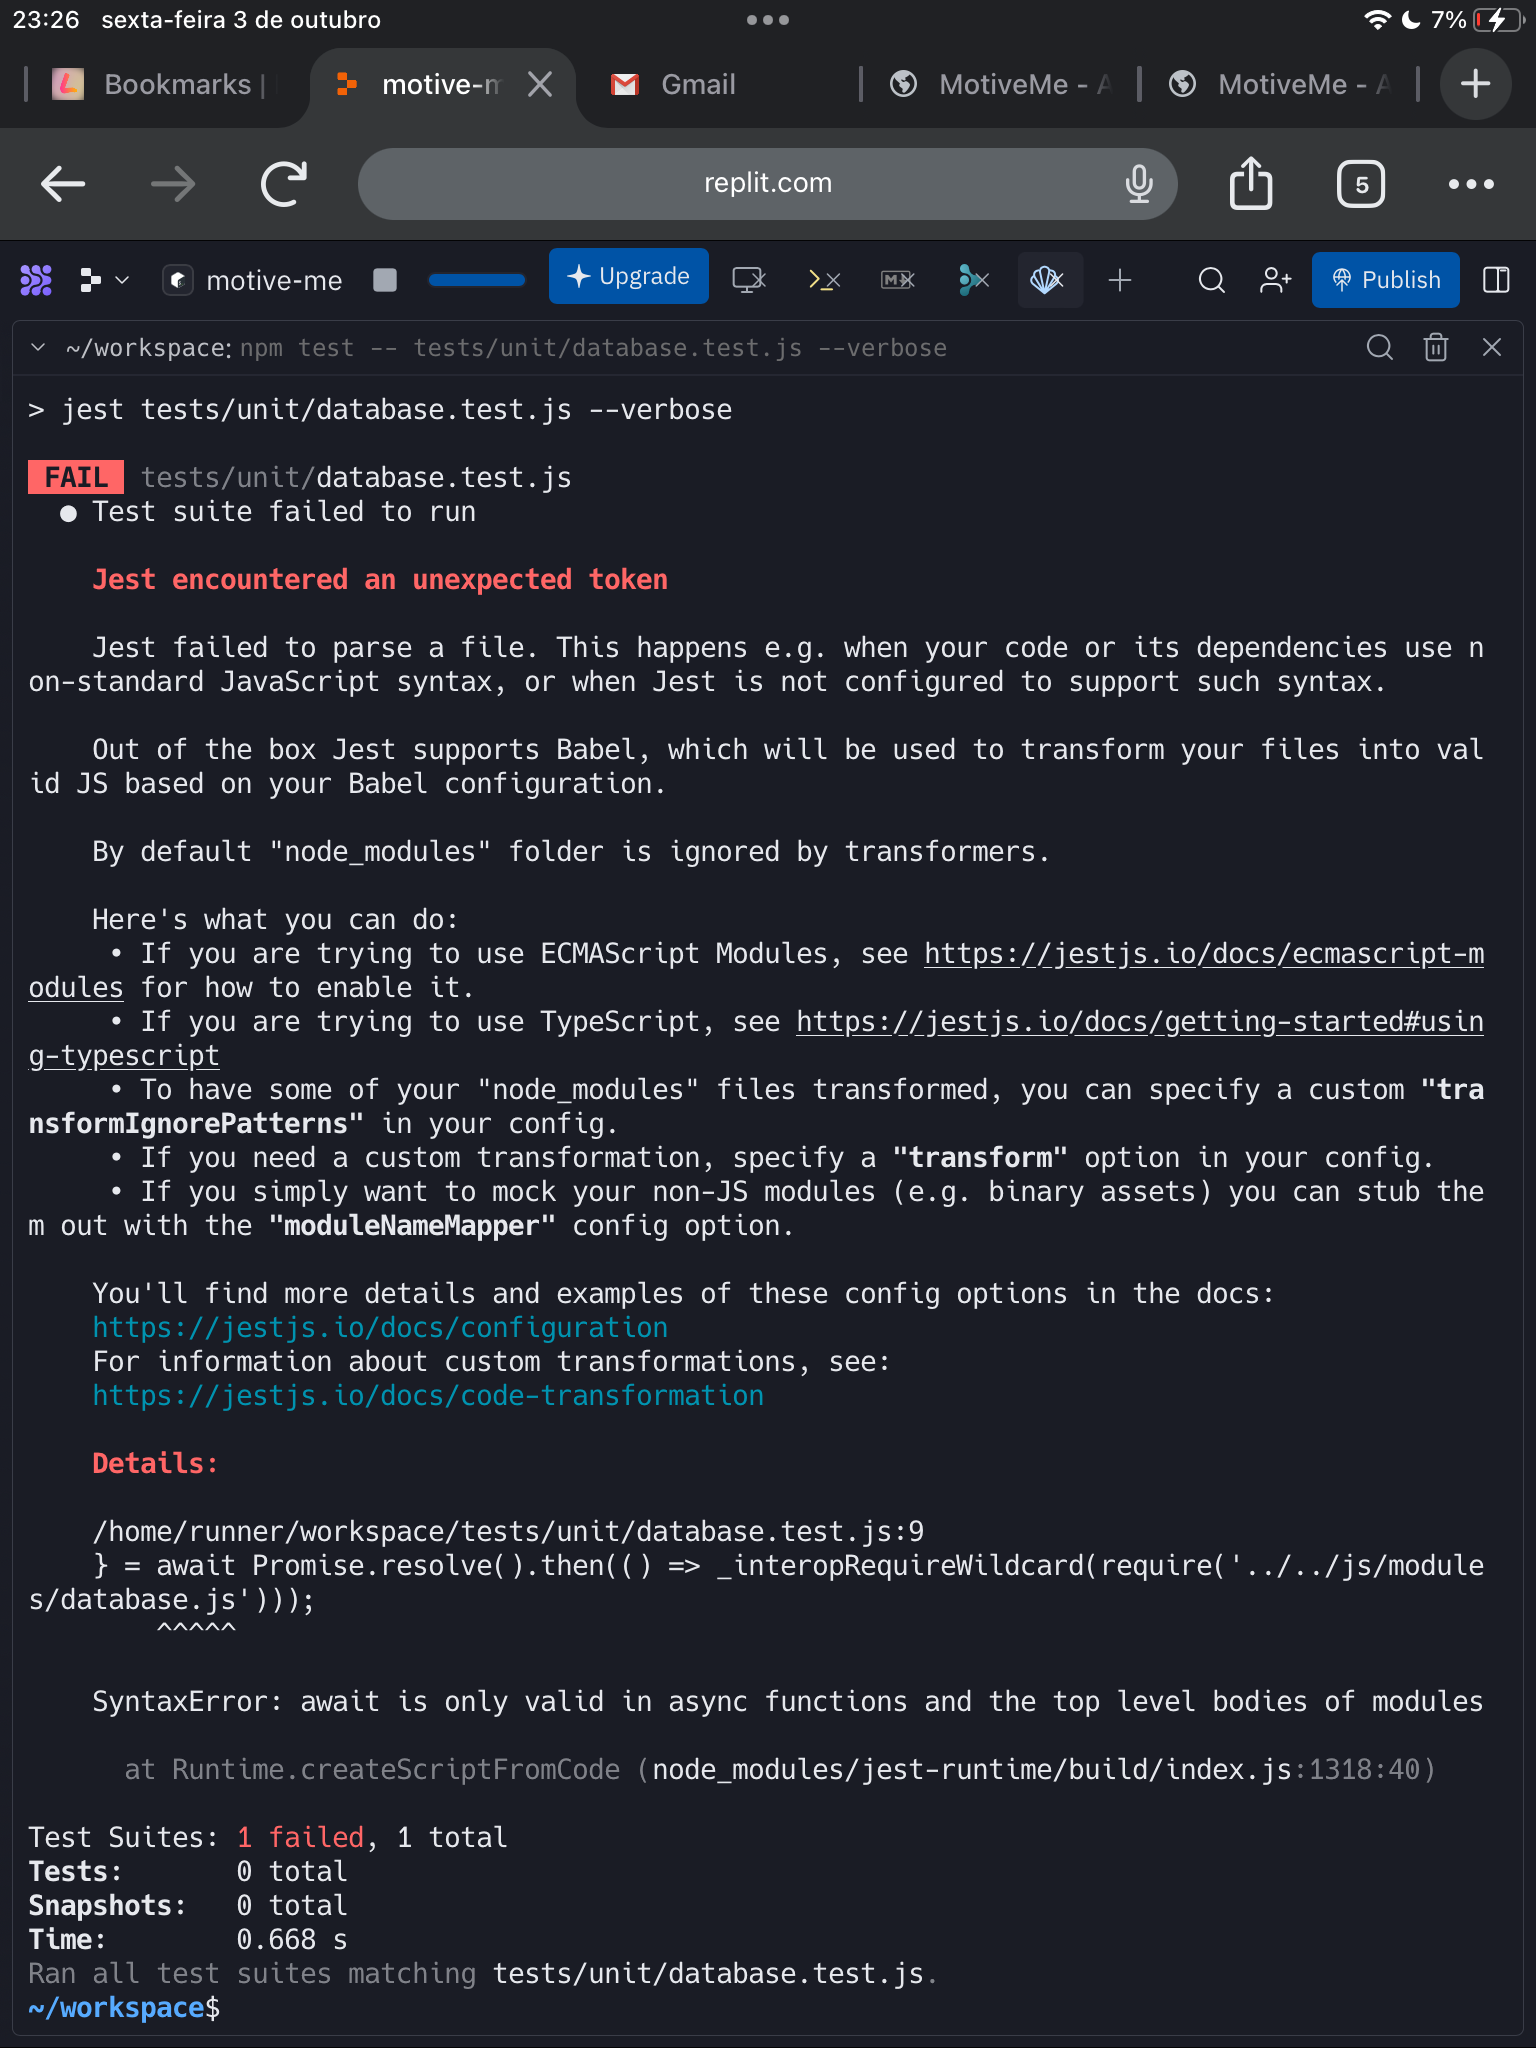 23:26 sexta-feira 3 de outubro
7%
Bookmarks |
motive-m
Gmail
MotiveMe - A
MotiveMe - A
replit.com
5
motive-me
Upgrade
Publish
~/workspace: npm test -- tests/unit/database.test.js --verbose
> jest tests/unit/database.test.js --verbose
FAIL tests/unit/database.test.js
● Test suite failed to run
Jest encountered an unexpected token
Jest failed to parse a file. This happens e.g. when your code or its dependencies use n
on-standard JavaScript syntax, or when Jest is not configured to support such syntax.
Out of the box Jest supports Babel, which will be used to transform your files into val
id JS based on your Babel configuration.
By default "node_modules" folder is ignored by transformers.
Here's what you can do:
• If you are trying to use ECMAScript Modules, see https://jestjs.io/docs/ecmascript-m
odules for how to enable it.
• If you are trying to use TypeScript, see https://jestjs.io/docs/getting-started#usin
g-typescript
• To have some of your "node_modules" files transformed, you can specify a custom "tra
nsformIgnorePatterns" in your config.
• If you need a custom transformation, specify a "transform" option in your config.
• If you simply want to mock your non-JS modules (e.g. binary assets) you can stub the
m out with the "moduleNameMapper" config option.
You'll find more details and examples of these config options in the docs:
https://jestjs.io/docs/configuration
For information about custom transformations, see:
https://jestjs.io/docs/code-transformation
Details:
/home/runner/workspace/tests/unit/database.test.js:9
} = await Promise.resolve().then(() => _interopRequireWildcard(require('../../js/module
s/database.js')));
^^^^^
SyntaxError: await is only valid in async functions and the top level bodies of modules
at Runtime.createScriptFromCode (node_modules/jest-runtime/build/index.js:1318:40)
Test Suites: 1 failed, 1 total
Tests: 0 total
Snapshots: 0 total
Time: 0.668 s
Ran all test suites matching tests/unit/database.test.js.
~/workspace$